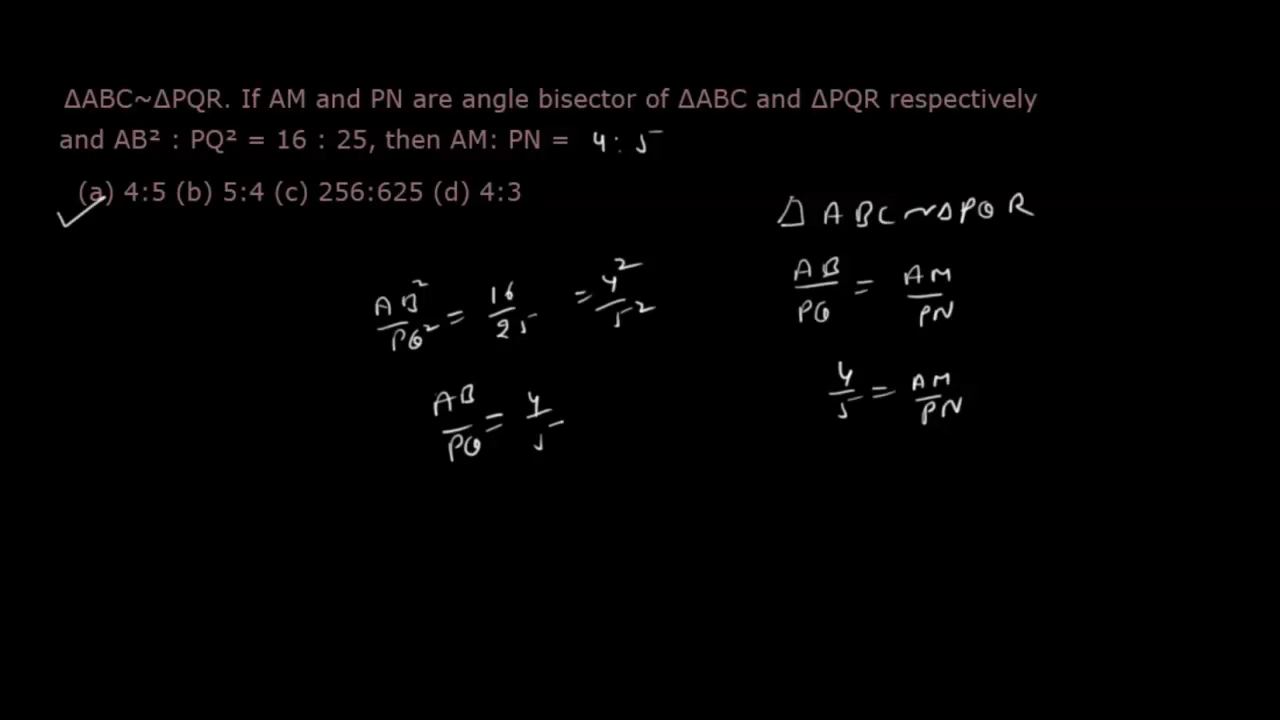 ΔABC~ΔPQR. If AM and PN are angle bisector of ΔABC and ΔPQR respectively
and AB² : PQ² = 16 : 25, then AM: PN = 4:5
(a) 4:5 (b) 5:4 (c) 256:625 (d) 4:3
Δ ABC ~ Δ PQR
AB/PQ = AM/PN
AB²/PQ² = 16/25 = 4²/5²
4/5 = AM/PN
AB/PQ = 4/5